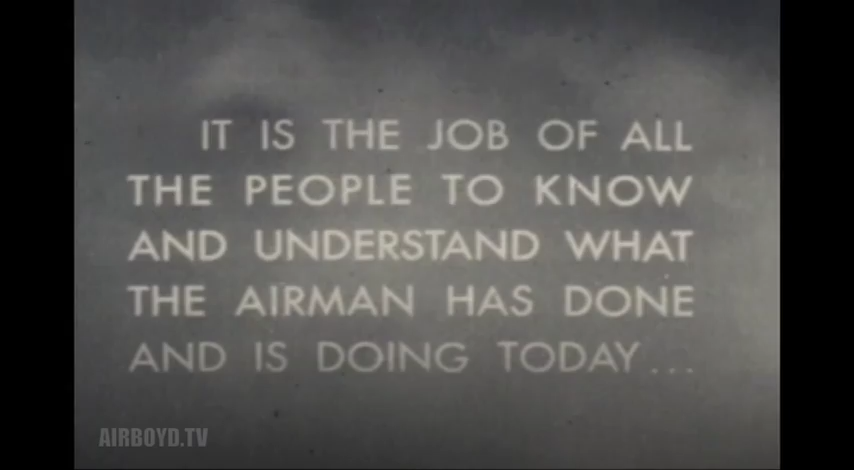 IT IS THE JOB OF ALL
THE PEOPLE TO KNOW
AND UNDERSTAND WHAT
THE AIRMAN HAS DONE
AND IS DOING TODAY...
AIRBOYD.TV